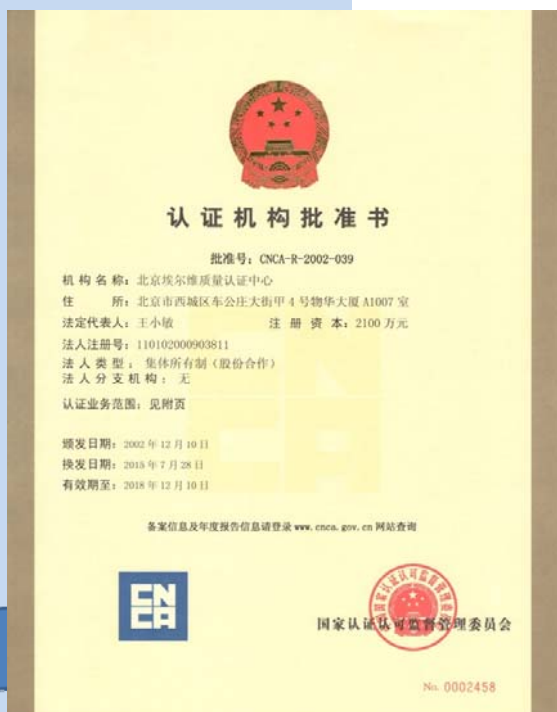 认证机构批准书
批准号：CNCA-R-2002-039
机构名称：北京埃尔维质量认证中心
住 所：北京市西城区车公庄大街甲4号物华大厦A1007室
法定代表人：王小敏 注册资本：2100万元
法人注册号：110102000903811
法人类型：集体所有制（股份合作）
法人分支机构：无
认证业务范围：见附页
颁发日期：2002年12月10日
换发日期：2015年7月28日
有效期至：2018年12月10日
备案信息及年度报告信息请登录www.cnca.gov.cn网站查询
CN
CA
国家认证认可监督管理委员会
No. 0002458